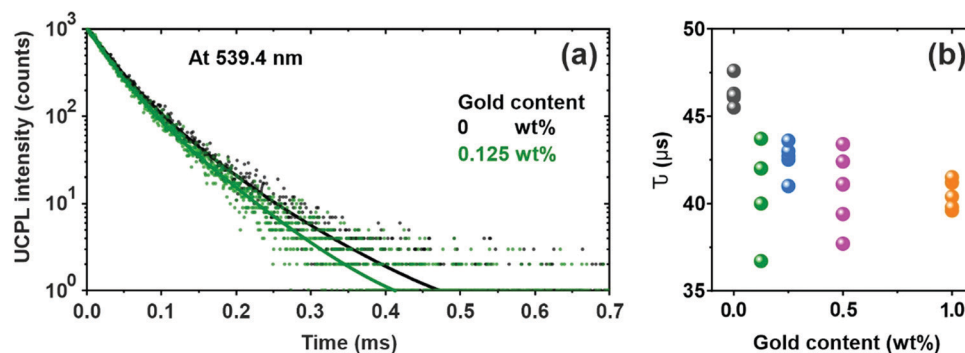 (a)
At 539.4 nm
Gold content
0 wt%
0.125 wt%
UCPL intensity (counts)
10³
10²
10¹
10⁰
0.0 0.1 0.2 0.3 0.4 0.5 0.6 0.7
Time (ms)
(b)
τ (μs)
45
40
35
0.0 0.5 1.0
Gold content (wt%)